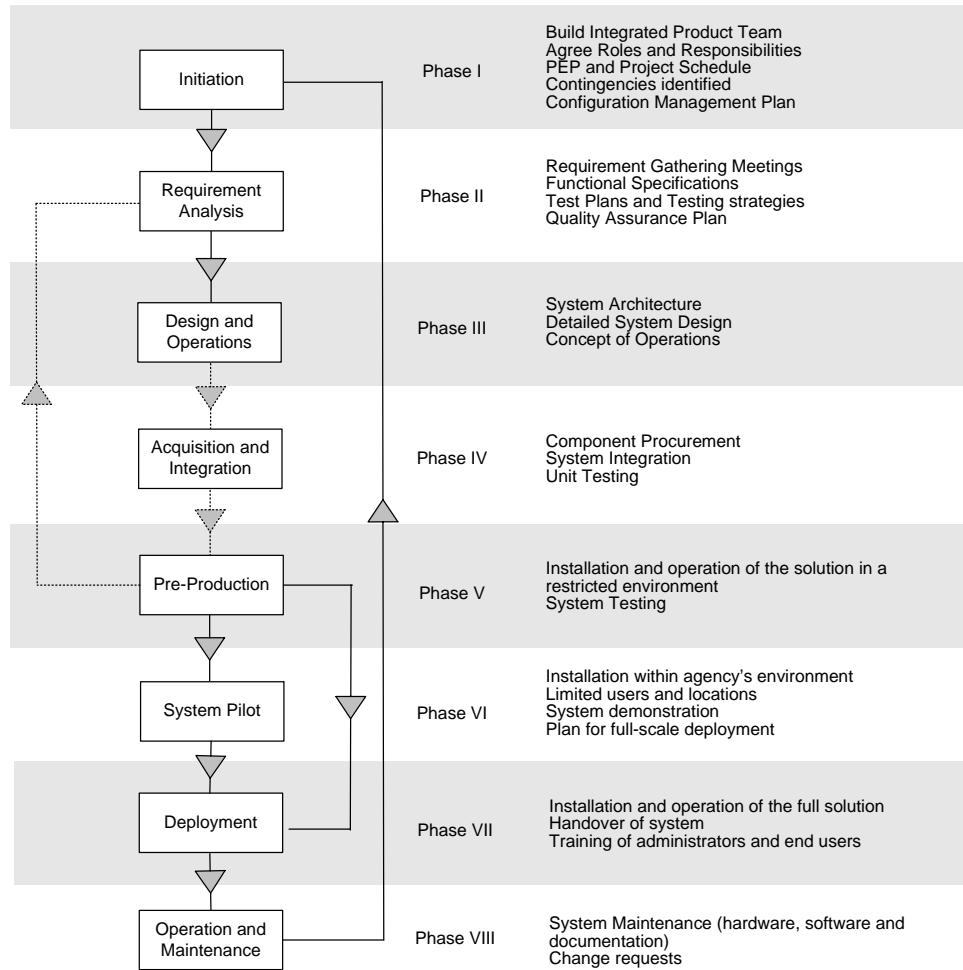 Initiation
Phase I
Build Integrated Product Team
Agree Roles and Responsibilities
PEP and Project Schedule
Contingencies identified
Configuration Management Plan
Requirement
Analysis
Phase II
Requirement Gathering Meetings
Functional Specifications
Test Plans and Testing strategies
Quality Assurance Plan
Design and
Operations
Phase III
System Architecture
Detailed System Design
Concept of Operations
Acquisition and
Integration
Phase IV
Component Procurement
System Integration
Unit Testing
Pre-Production
Phase V
Installation and operation of the solution in a
restricted environment
System Testing
System Pilot
Phase VI
Installation within agency’s environment
Limited users and locations
System demonstration
Plan for full-scale deployment
Deployment
Phase VII
Installation and operation of the full solution
Handover of system
Training of administrators and end users
Operation and
Maintenance
Phase VIII
System Maintenance (hardware, software and
documentation)
Change requests